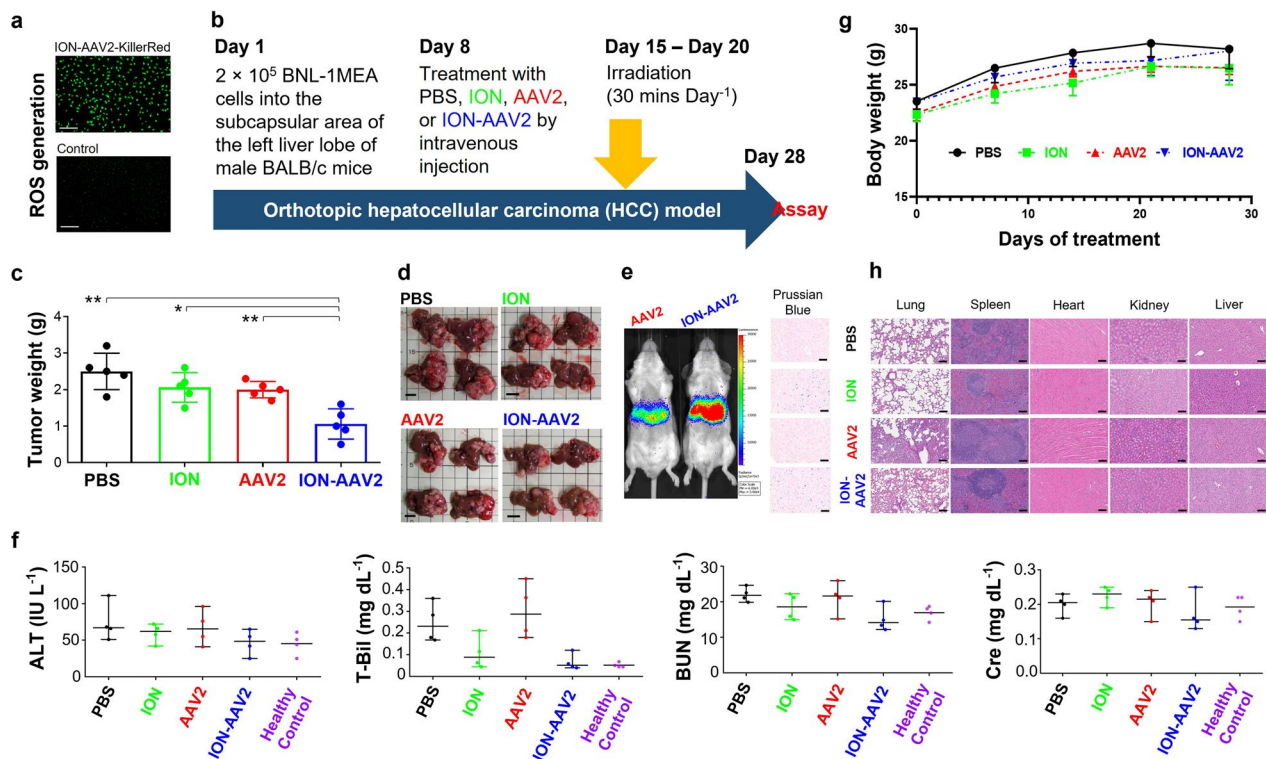 a
ION-AAV2-KillerRed
Control
ROS generation
b
Day 1
2 × 10⁵ BNL-1MEA
cells into the
subcapsular area of
the left liver lobe of
male BALB/c mice
Day 8
Treatment with
PBS, ION, AAV2,
or ION-AAV2 by
intravenous
injection
Day 15 – Day 20
Irradiation
(30 mins Day⁻¹)
Day 28
Orthotopic hepatocellular carcinoma (HCC) model
Assay
g
Body weight (g)
30
25
20
15
PBS
ION
AAV2
ION-AAV2
0
10
20
30
Days of treatment
c
Tumor weight (g)
4
3
2
1
0
**
*
**
PBS
ION
AAV2
ION-AAV2
d
PBS
ION
AAV2
ION-AAV2
e
AAV2
ION-AAV2
Prussian
Blue
h
Lung
Spleen
Heart
Kidney
Liver
PBS
ION
AAV2
ION-
AAV2
f
ALT (IU L⁻¹)
150
100
50
0
PBS
ION
AAV2
ION-AAV2
Healthy
Control
T-Bil (mg dL⁻¹)
0.5
0.4
0.3
0.2
0.1
0
PBS
ION
AAV2
ION-AAV2
Healthy
Control
BUN (mg dL⁻¹)
30
20
10
0
PBS
ION
AAV2
ION-AAV2
Healthy
Control
Cre (mg dL⁻¹)
0.3
0.2
0.1
0
PBS
ION
AAV2
ION-AAV2
Healthy
Control